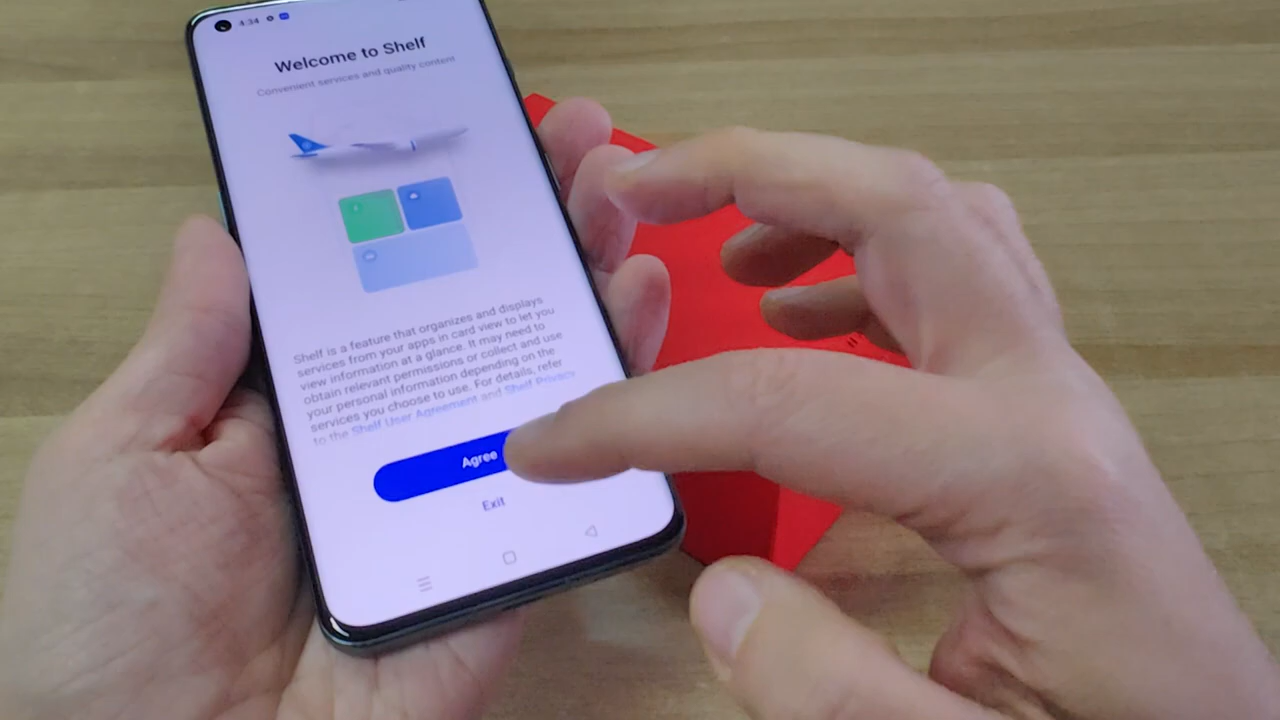 4:34
Welcome to Shelf
Convenient services and quality content
Shelf is a feature that organizes and displays
services from your apps in card view to let you
view information at a glance. It may need to
obtain relevant permissions or collect and use
your personal information depending on the
services you choose to use. For details, refer
to the Shelf User Agreement and Shelf Privacy
Agree
Exit